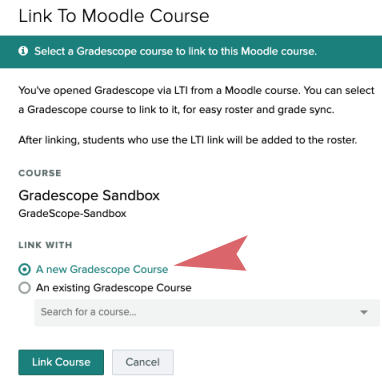 Link To Moodle Course
Select a Gradescope course to link to this Moodle course.
You've opened Gradescope via LTI from a Moodle course. You can select
a Gradescope course to link to it, for easy roster and grade sync.
After linking, students who use the LTI link will be added to the roster.
COURSE
Gradescope Sandbox
GradeScope-Sandbox
LINK WITH
A new Gradescope Course
An existing Gradescope Course
Search for a course...
Link Course
Cancel